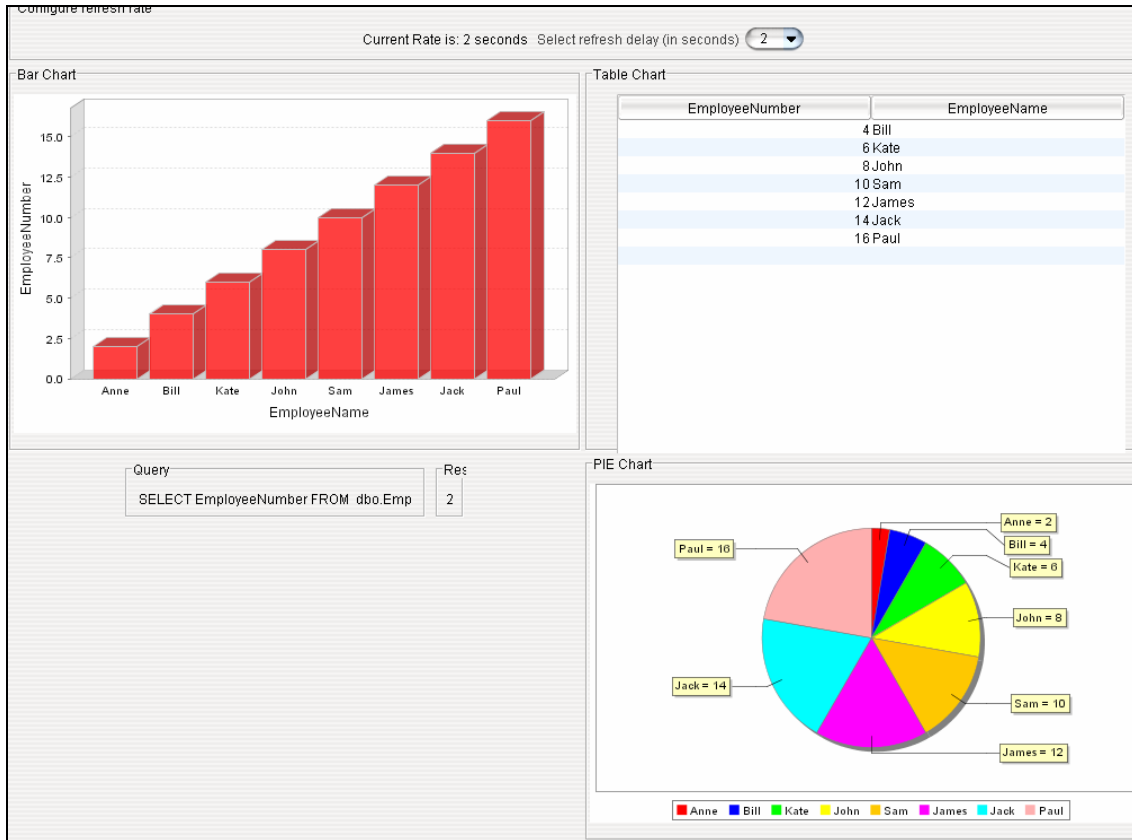 Configure refresh rate
Current Rate is: 2 seconds Select refresh delay (in seconds) 2
Bar Chart
15.0
12.5
10.0
7.5
5.0
2.5
0.0
EmployeeNumber
Anne Bill Kate John Sam James Jack Paul
EmployeeName
Table Chart
EmployeeNumber EmployeeName
4 Bill
6 Kate
8 John
10 Sam
12 James
14 Jack
16 Paul
Query
SELECT EmployeeNumber FROM dbo.Emp
Res
2
PIE Chart
Anne = 2
Bill = 4
Kate = 6
John = 8
Sam = 10
James = 12
Jack = 14
Paul = 16
Anne Bill Kate John Sam James Jack Paul